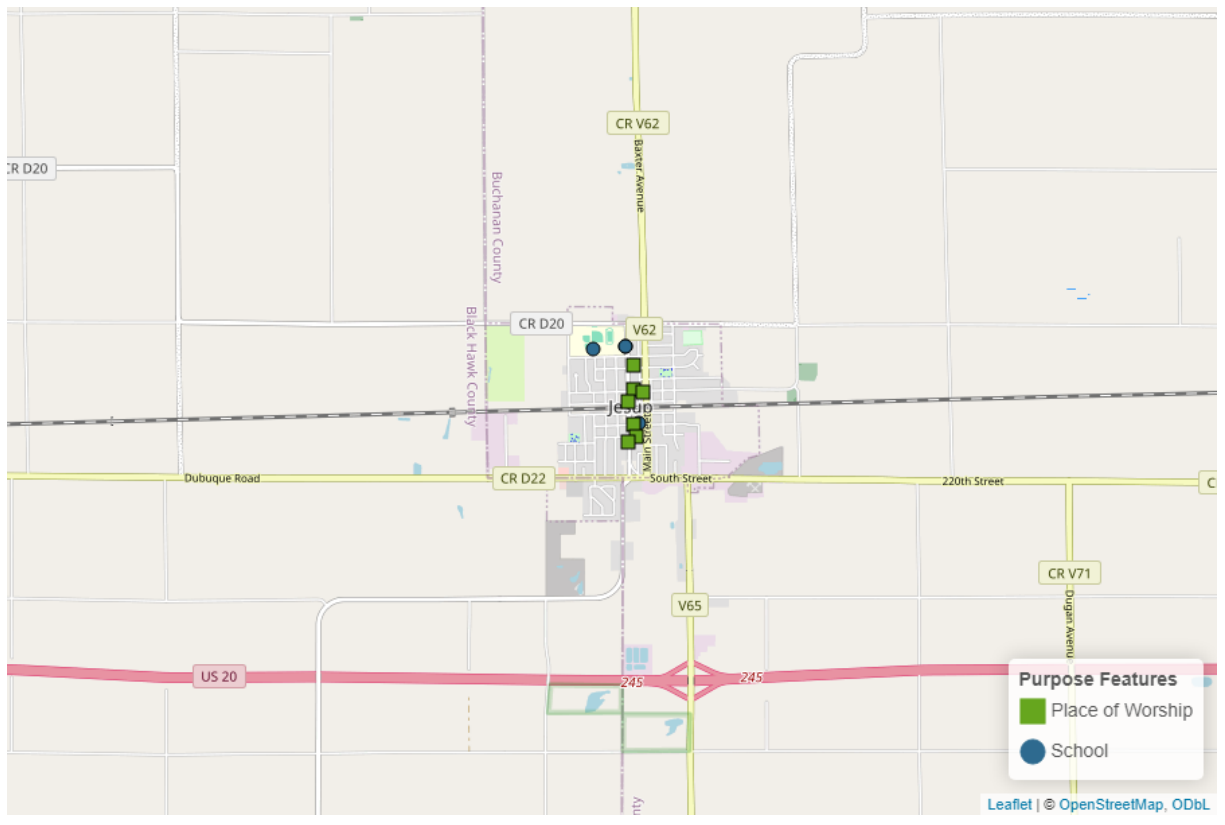 CR V62
Baxter Avenue
CR D20
Buchanan County
Black Hawk County
CR D20
V62
Jesup
Main Street
Dubuque Road
CR D22
South Street
220th Street
CR V71
Dugan Avenu
V65
US 20
245
245
Purpose Features
Place of Worship
School
Leaflet | © OpenStreetMap, ODbL